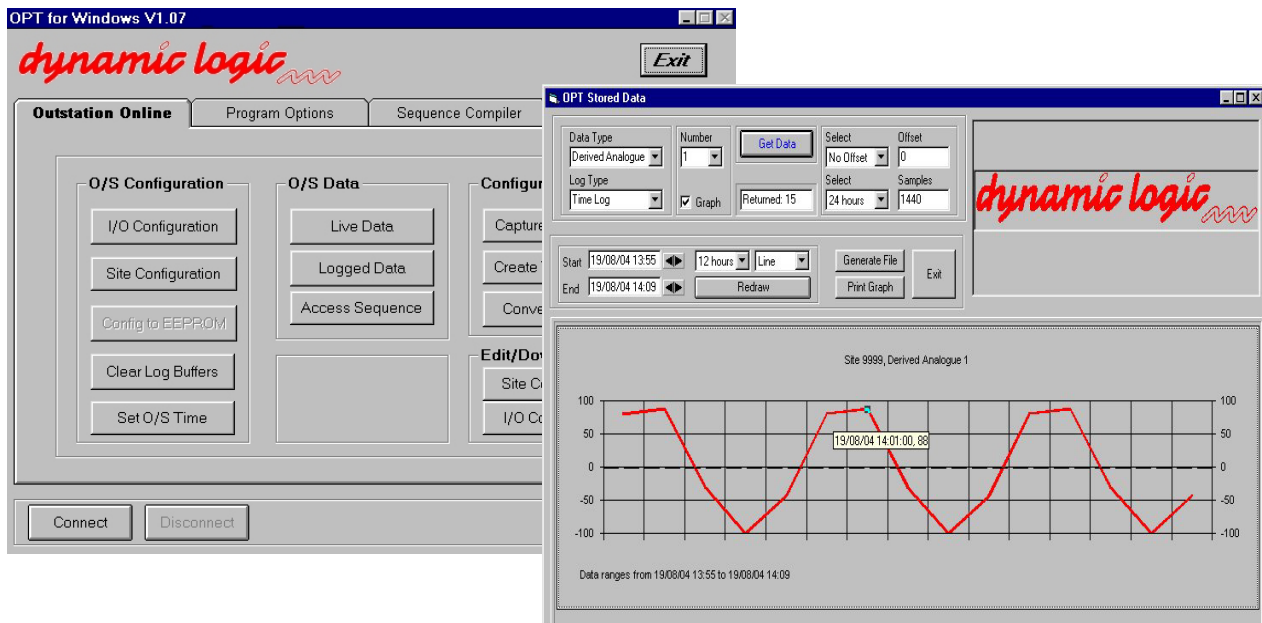 OPT for Windows V1.07
dynamic logic
Exit
Outstation Online
Program Options
Sequence Compiler
O/S Configuration
I/O Configuration
Site Configuration
Config to EEPROM
Clear Log Buffers
Set O/S Time
O/S Data
Live Data
Logged Data
Access Sequence
Configur
Capture
Create
Conve
Edit/Do
Site C
I/O Co
Connect
Disconnect
OPT Stored Data
Data Type
Derived Analogue
Log Type
Time Log
Number
1
Graph
Get Data
Returned: 15
Select
No Offset
Select
24 hours
Offset
0
Samples
1440
dynamic logic
Start 19/08/04 13:55
12 hours
Line
End 19/08/04 14:09
Redraw
Generate File
Print Graph
Exit
Site 9999, Derived Analogue 1
100
50
0
-50
-100
19/08/04 14:01:00, 88
100
50
0
-50
-100
Data ranges from 19/08/04 13:55 to 19/08/04 14:09